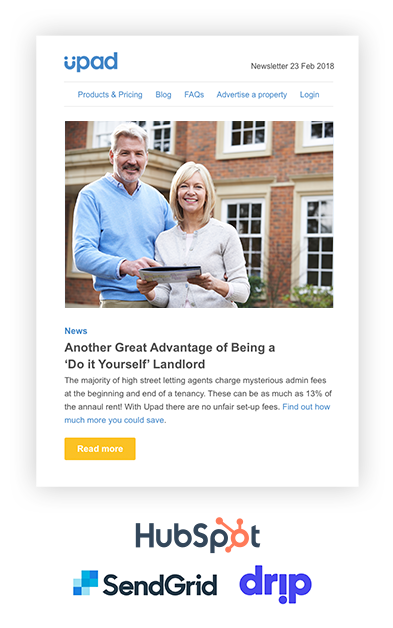 upad
Newsletter 23 Feb 2018
Products & Pricing Blog FAQs Advertise a property Login
News
Another Great Advantage of Being a
‘Do it Yourself’ Landlord
The majority of high street letting agents charge mysterious admin fees
at the beginning and end of a tenancy. These can be as much as 13% of
the annaul rent! With Upad there are no unfair set-up fees. Find out how
much more you could save.
Read more
HubSpot
SendGrid drip